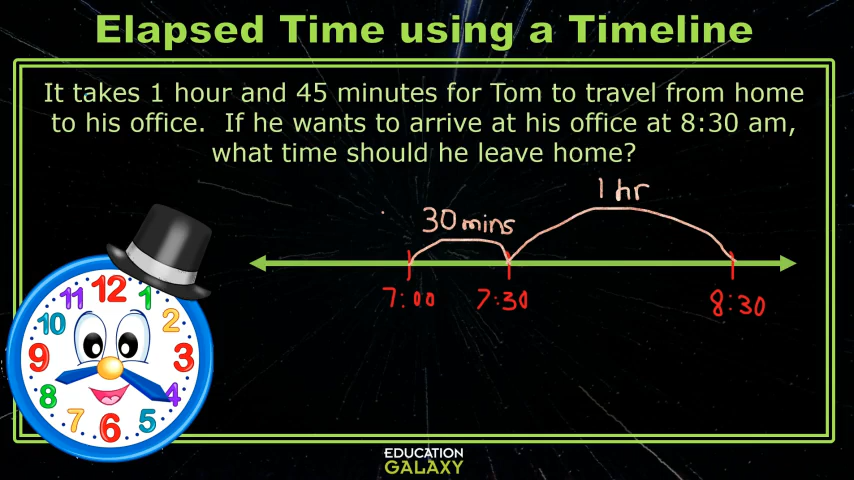 Elapsed Time using a Timeline
It takes 1 hour and 45 minutes for Tom to travel from home
to his office. If he wants to arrive at his office at 8:30 am,
what time should he leave home?
1 hr
30 mins
7:00 7:30 8:30
12
11 1
10 2
9 3
8 4
7 5
6
EDUCATION
GALAXY